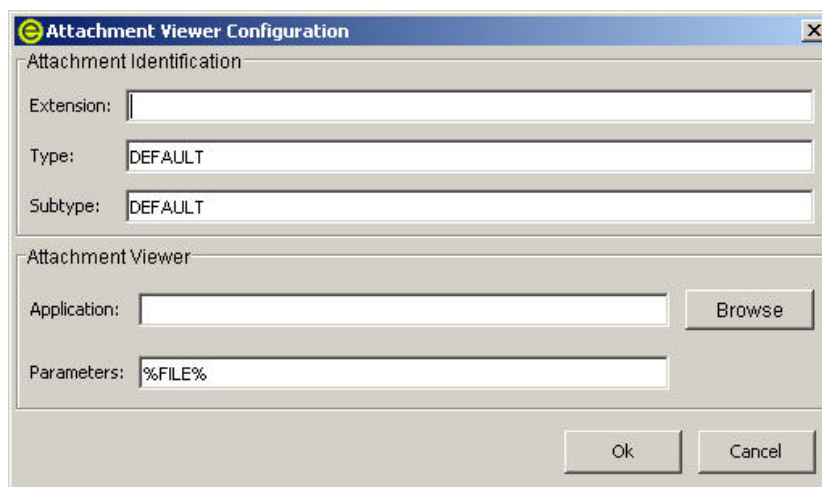 Attachment Viewer Configuration
Attachment Identification
Extension:
Type: DEFAULT
Subtype: DEFAULT
Attachment Viewer
Application: Browse
Parameters: %FILE%
Ok Cancel